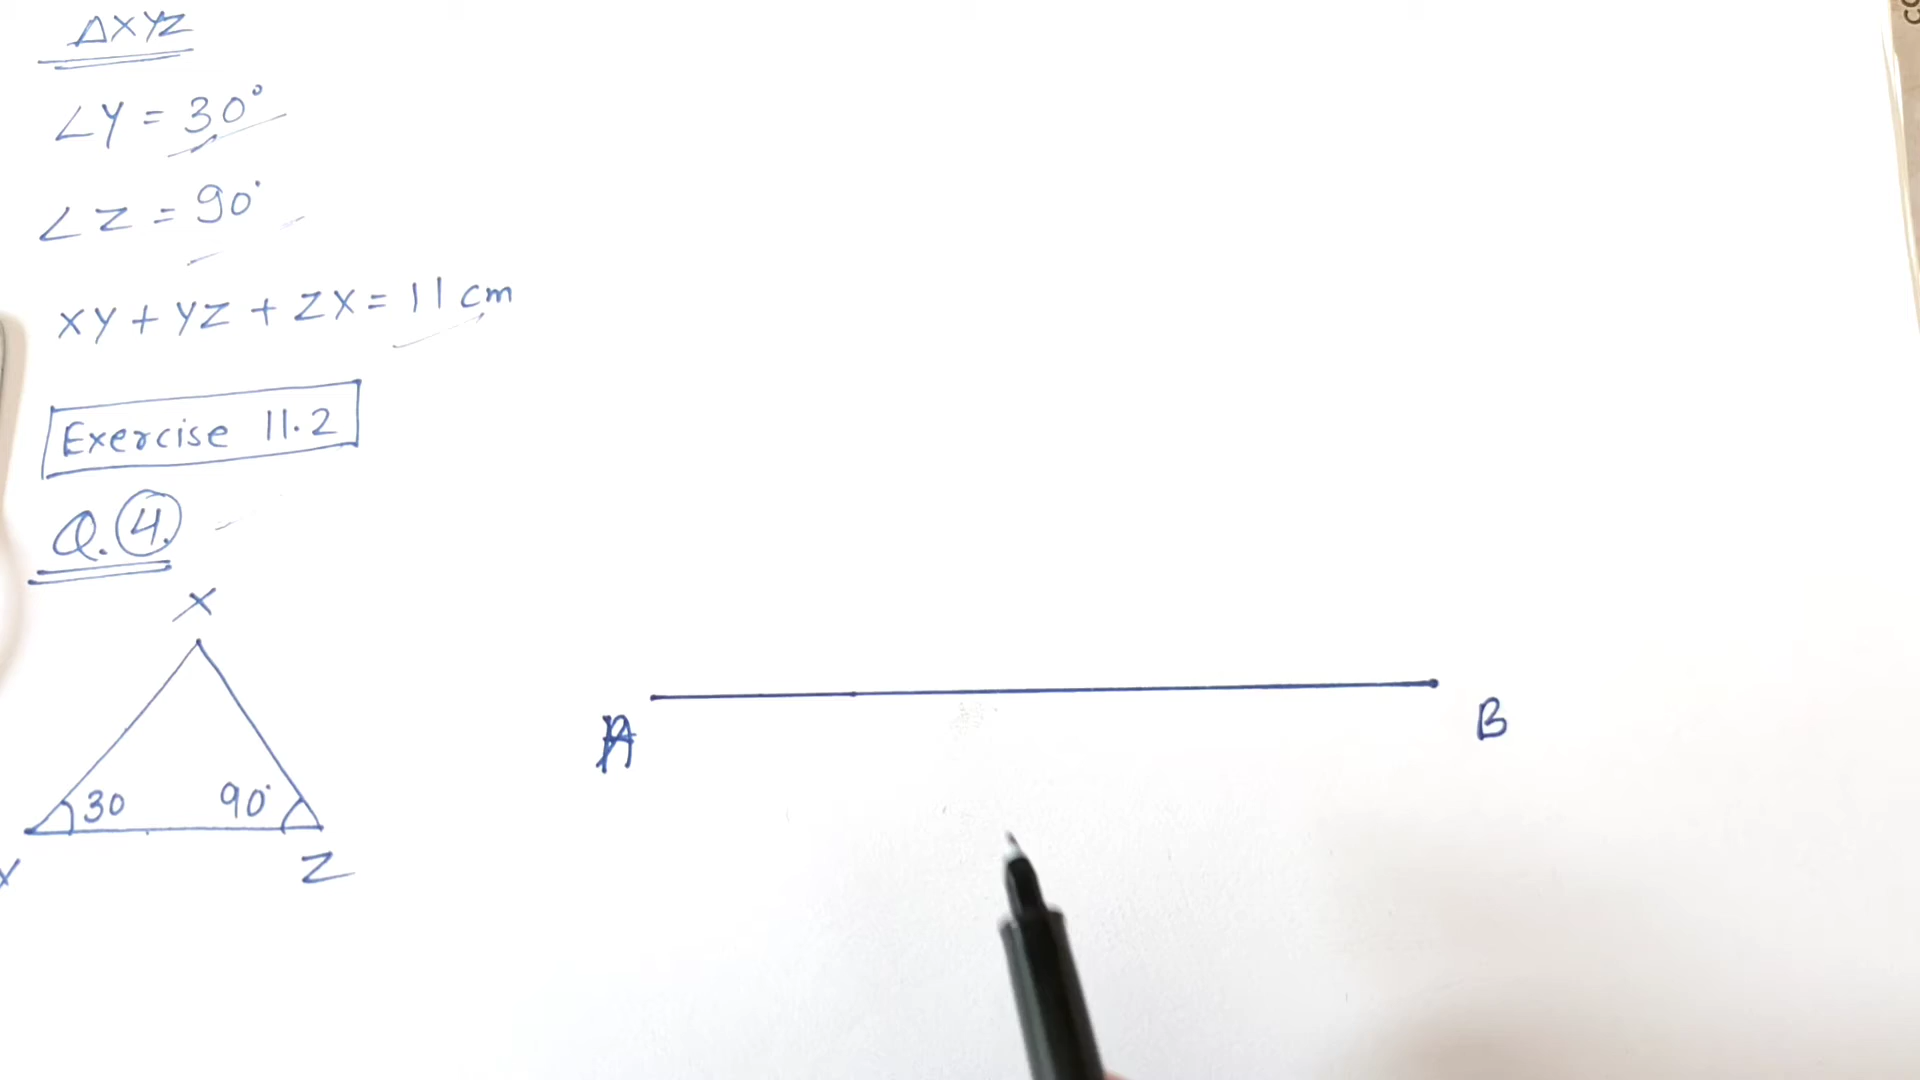 ΔXYZ
∠Y = 30°
∠Z = 90°
XY + YZ + ZX = 11 cm
Exercise 11.2
Q. 4.
X
30 90°
Y Z
A B